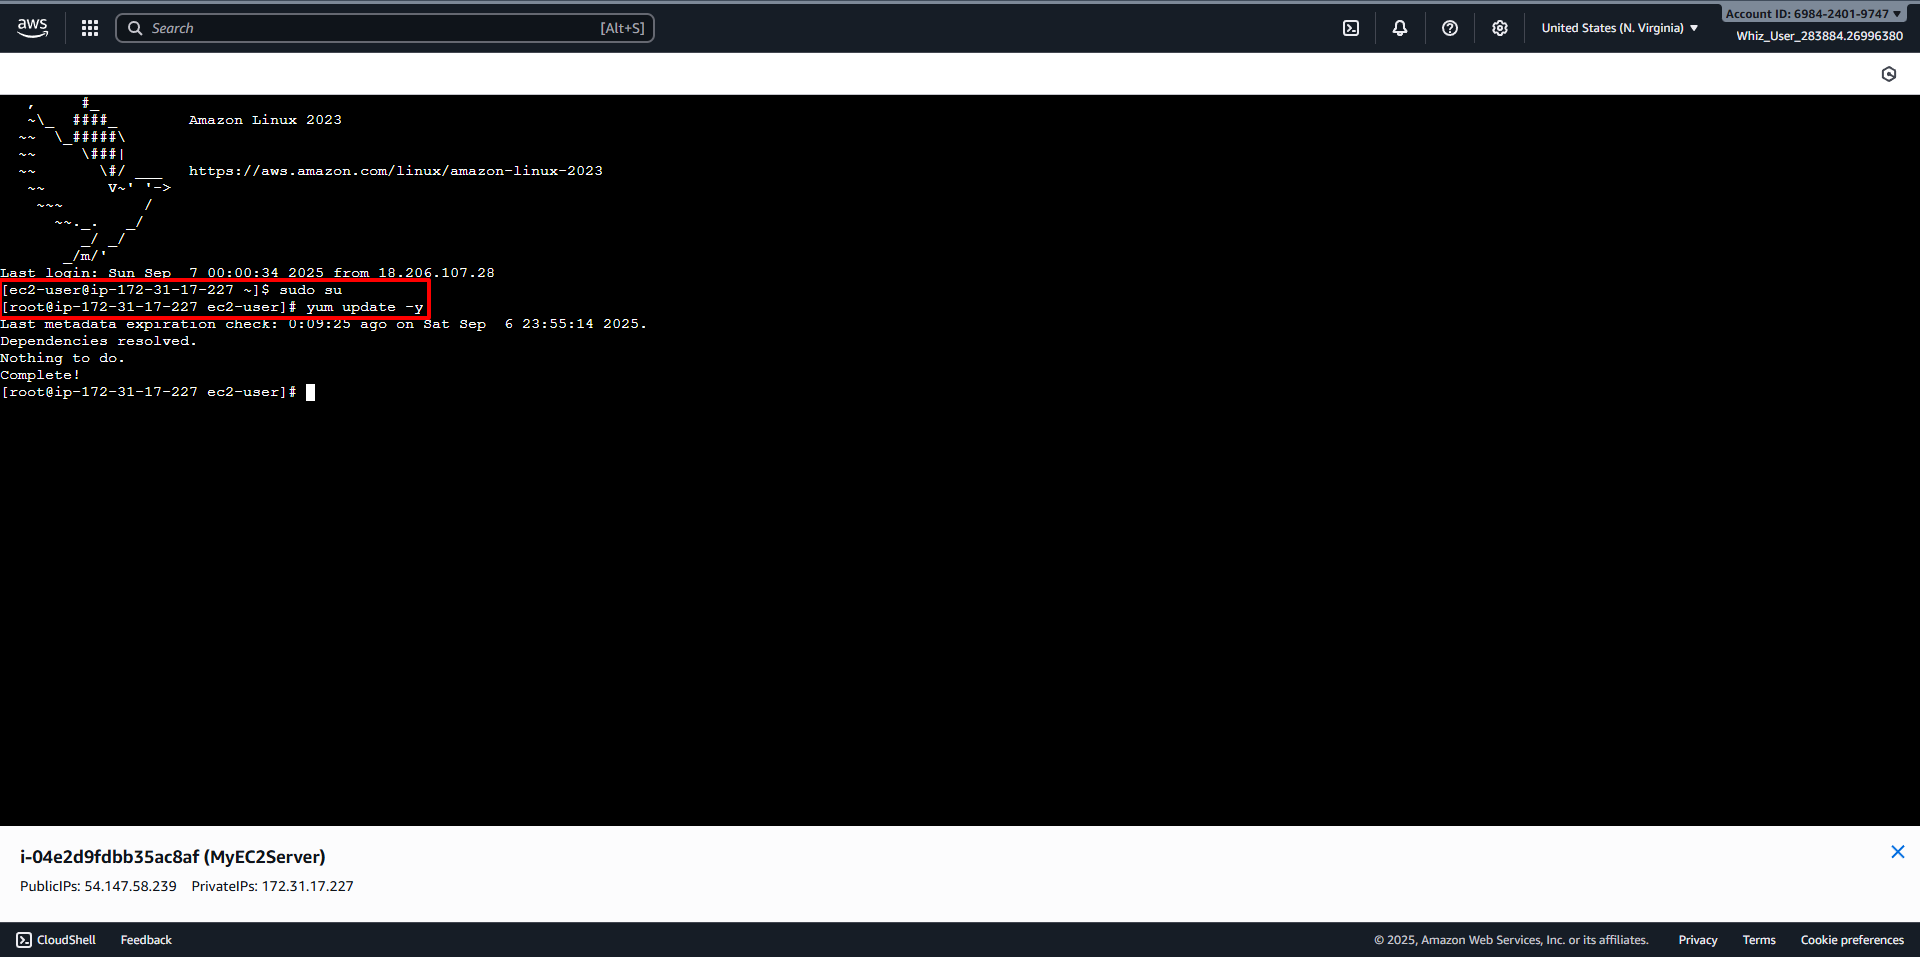 aws
Search [Alt+S]
United States (N. Virginia)
Account ID: 6984-2401-9747
Whiz_User_283884.26996380
   ,     #_
   ~\_  ####_        Amazon Linux 2023
  ~~  \_#####\
  ~~     \###|
  ~~       \#/ ___   https://aws.amazon.com/linux/amazon-linux-2023
   ~~       V~' '->
    ~~~         /
      ~~._.   _/
         _/ _/
       _/m/'
Last login: Sun Sep  7 00:00:34 2025 from 18.206.107.28
[ec2-user@ip-172-31-17-227 ~]$ sudo su
[root@ip-172-31-17-227 ec2-user]# yum update -y
Last metadata expiration check: 0:09:25 ago on Sat Sep  6 23:55:14 2025.
Dependencies resolved.
Nothing to do.
Complete!
[root@ip-172-31-17-227 ec2-user]#
i-04e2d9fdbb35ac8af (MyEC2Server)
PublicIPs: 54.147.58.239 PrivateIPs: 172.31.17.227
CloudShell Feedback © 2025, Amazon Web Services, Inc. or its affiliates. Privacy Terms Cookie preferences